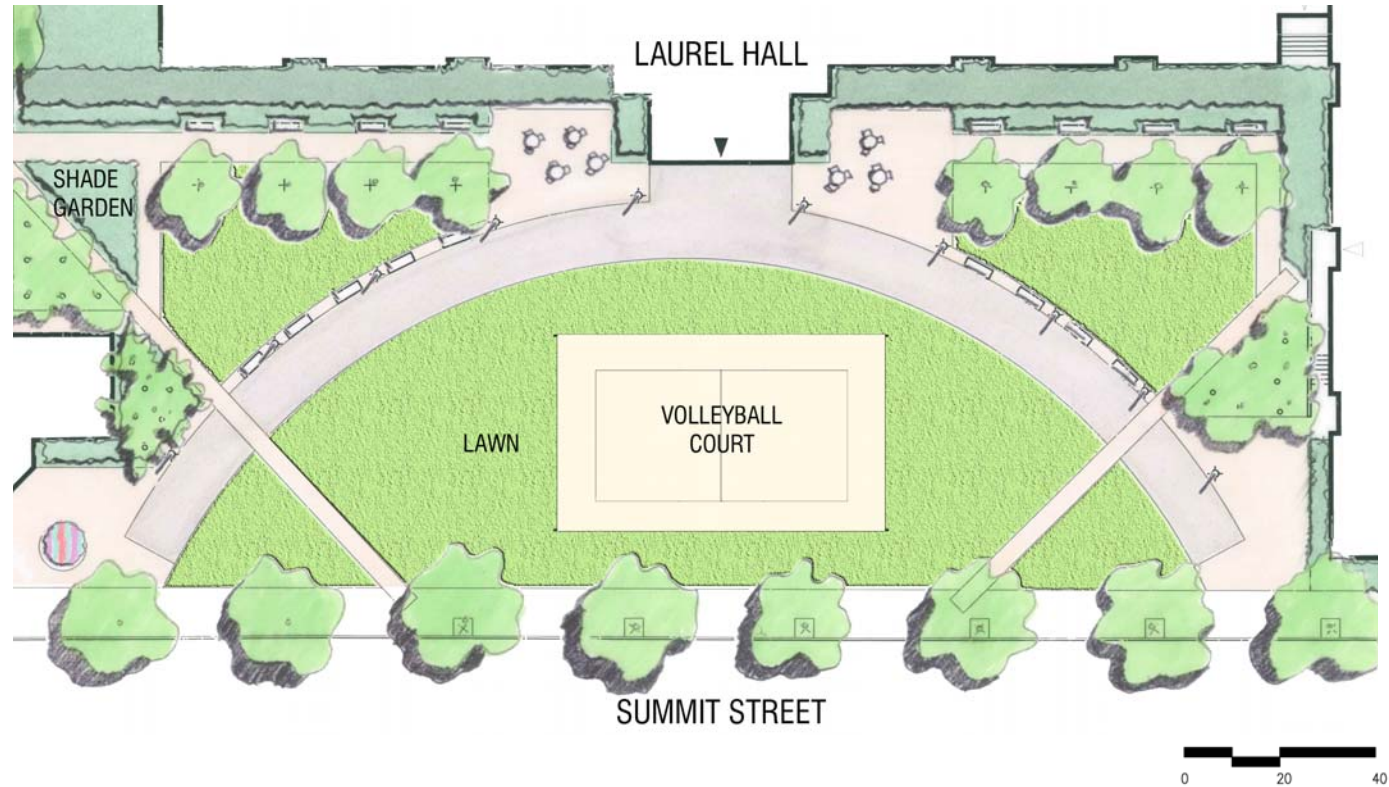 LAUREL HALL
SHADE
GARDEN
LAWN
VOLLEYBALL
COURT
SUMMIT STREET
0 20 40